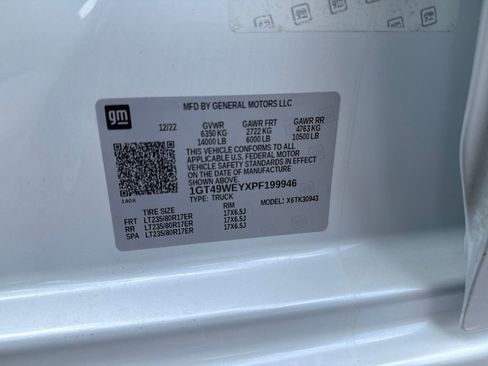 gm
MFD BY GENERAL MOTORS LLC
12/22 GVWR GAWR FRT GAWR RR
6350 KG 2722 KG 4763 KG
14000 LB 6000 LB 10500 LB
THIS VEHICLE CONFORMS TO ALL
APPLICABLE U.S. FEDERAL MOTOR
VEHICLE SAFETY STANDARDS IN EFFECT
ON THE DATE OF MANUFACTURE
SHOWN ABOVE.
1GT49WEYXPF199946
140X
TYPE: TRUCK MODEL: X6TK30943
TIRE SIZE RIM
FRT LT235/80R17ER 17X6.5J
RR LT235/80R17ER 17X6.5J
SPA LT235/80R17ER 17X6.5J